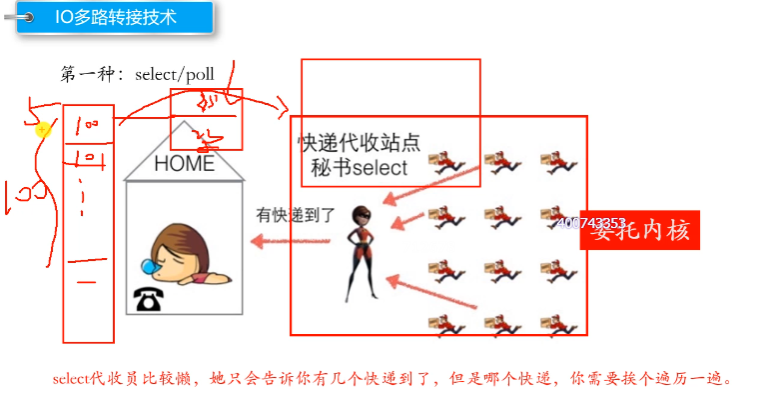 IO多路转接技术
第一种：select/poll
5
100
101
100
HOME
快递代收站点
秘书select
有快递到了
400743353
委托内核
select代收员比较懒，她只会告诉你有几个快递到了，但是哪个快递，你需要挨个遍历一遍。